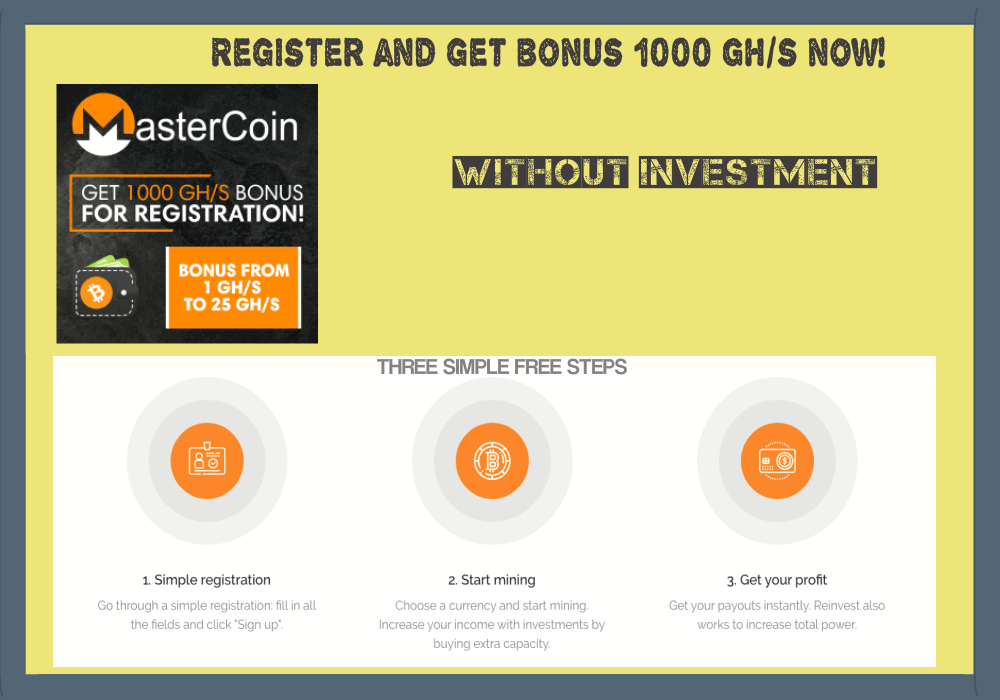 REGISTER AND GET BONUS 1000 GH/S NOW!
MasterCoin
GET 1000 GH/S BONUS
FOR REGISTRATION!
BONUS FROM
1 GH/S
TO 25 GH/S
WITHOUT INVESTMENT
THREE SIMPLE FREE STEPS
1. Simple registration
Go through a simple registration: fill in all
the fields and click "Sign up".
2. Start mining
Choose a currency and start mining.
Increase your income with investments by
buying extra capacity.
3. Get your profit
Get your payouts instantly. Reinvest also
works to increase total power.